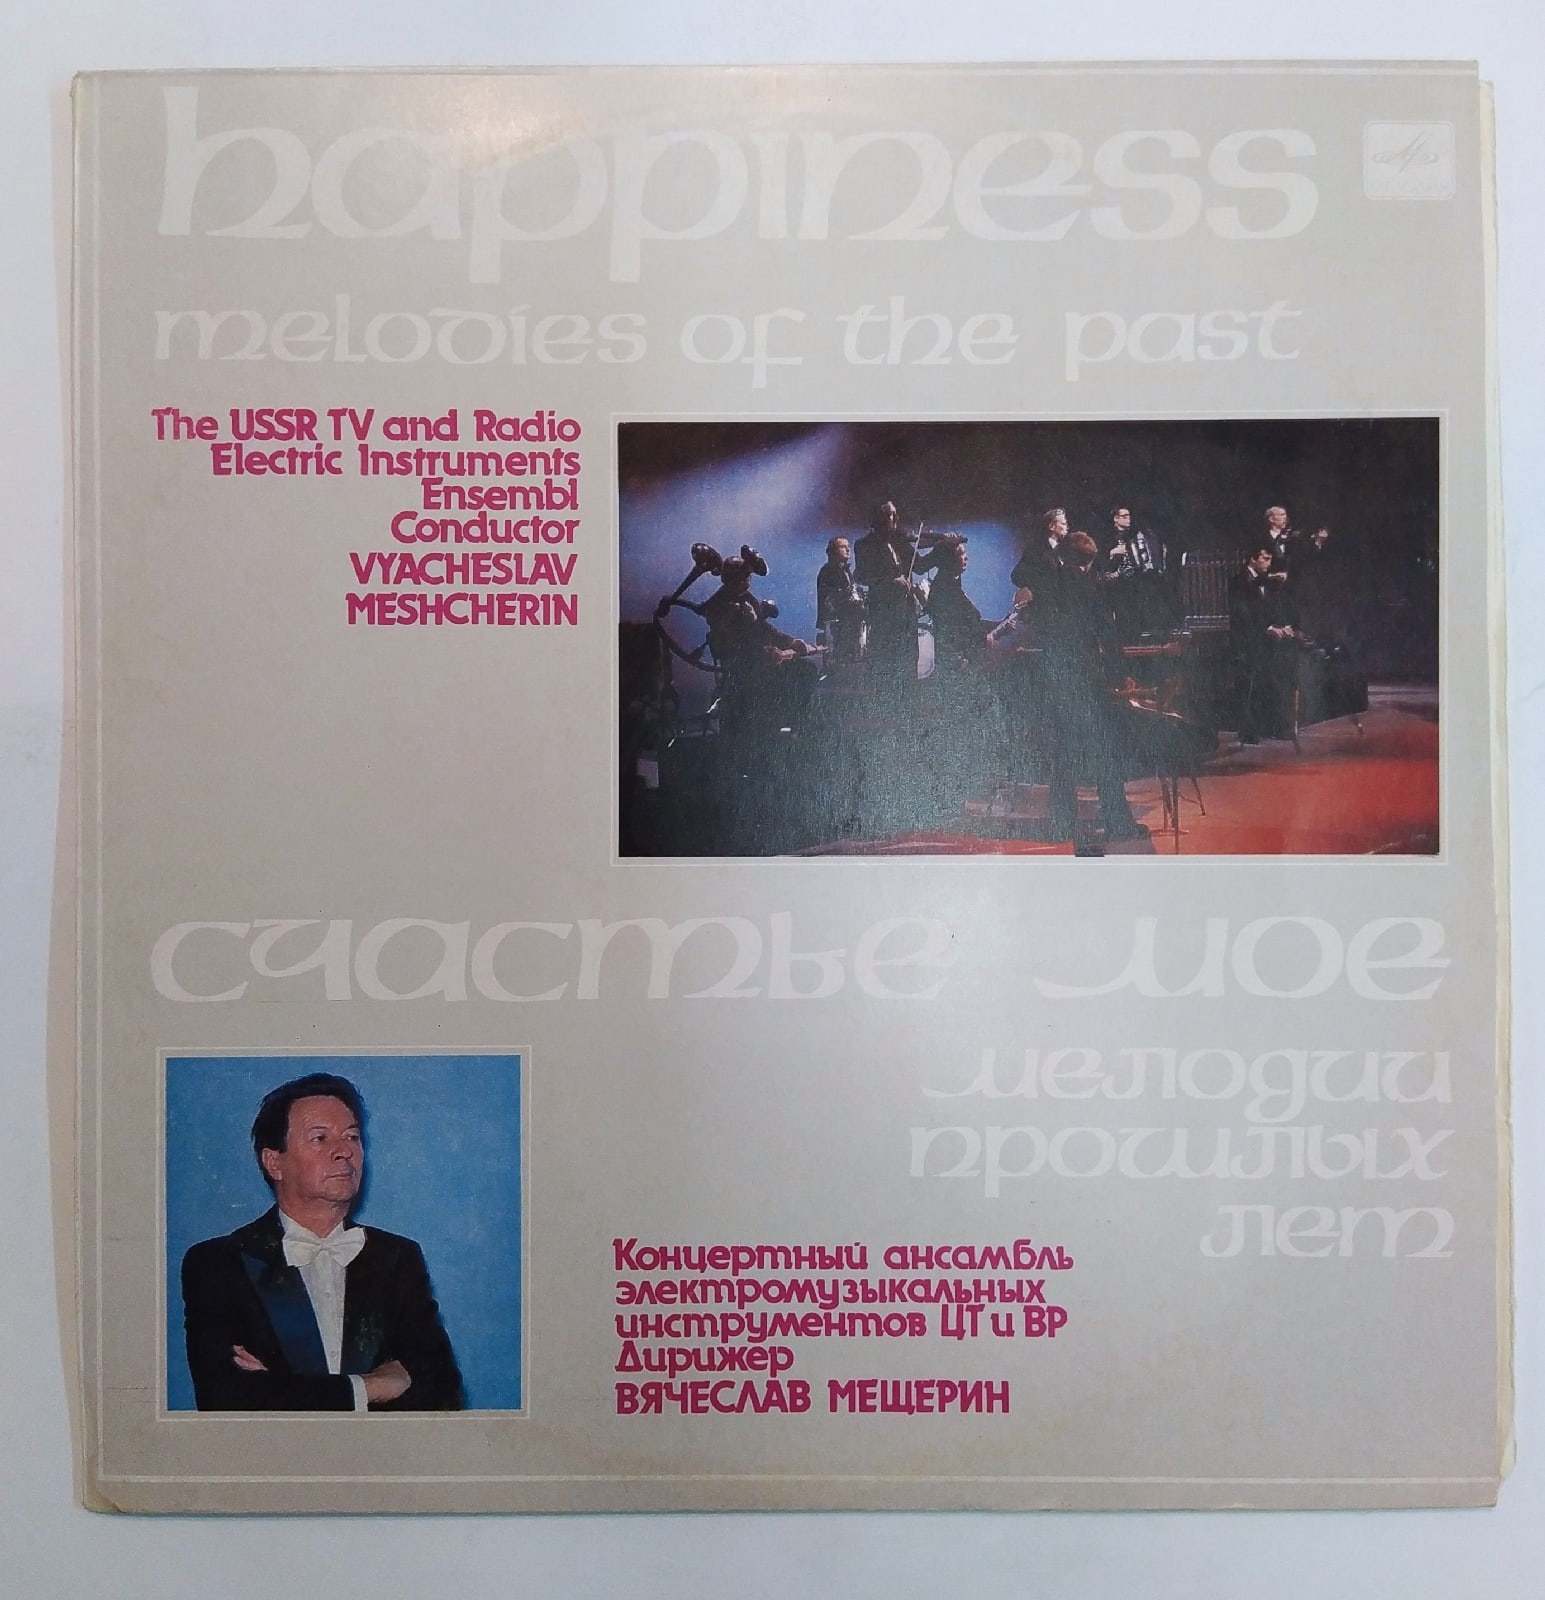 happiness
МЕЛОДИЯ
melodies of the past
The USSR TV and Radio
Electric Instruments
Ensembl
Conductor
VYACHESLAV
MESHCHERIN
счастье мое
мелодии
прошлых
лет
Концертный ансамбль
электромузыкальных
инструментов ЦТ и ВР
Дирижер
ВЯЧЕСЛАВ МЕЩЕРИН